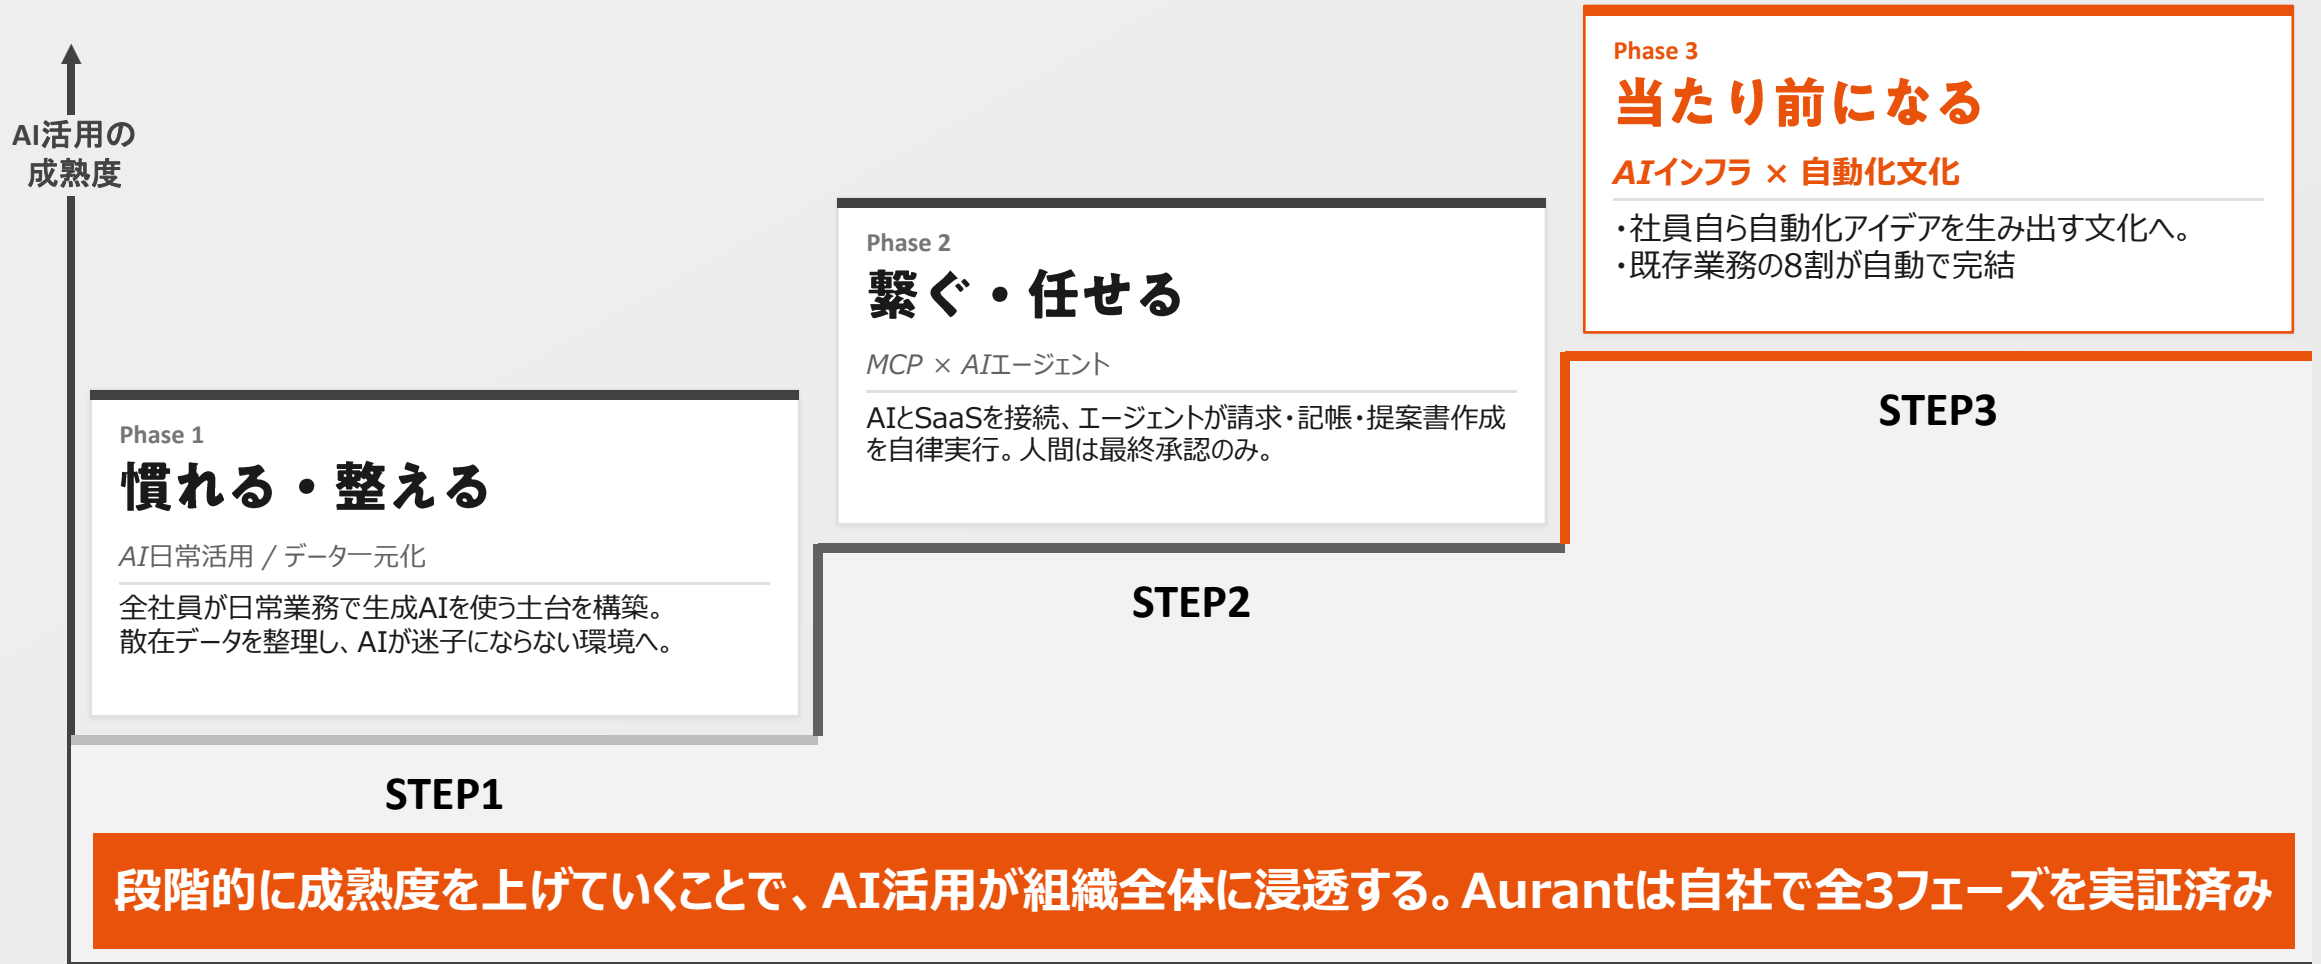 AI活用の
成熟度
Phase 1
慣れる・整える
AI日常活用 / データ一元化
全社員が日常業務で生成AIを使う土台を構築。
散在データを整理し、AIが迷子にならない環境へ。
STEP1
Phase 2
繋ぐ・任せる
MCP × AIエージェント
AIとSaaSを接続、エージェントが請求・記帳・提案書作成
を自律実行。人間は最終承認のみ。
STEP2
Phase 3
当たり前になる
AIインフラ × 自動化文化
・社員自ら自動化アイデアを生み出す文化へ。
・既存業務の8割が自動で完結
STEP3
段階的に成熟度を上げていくことで、AI活用が組織全体に浸透する。Aurantは自社で全3フェーズを実証済み